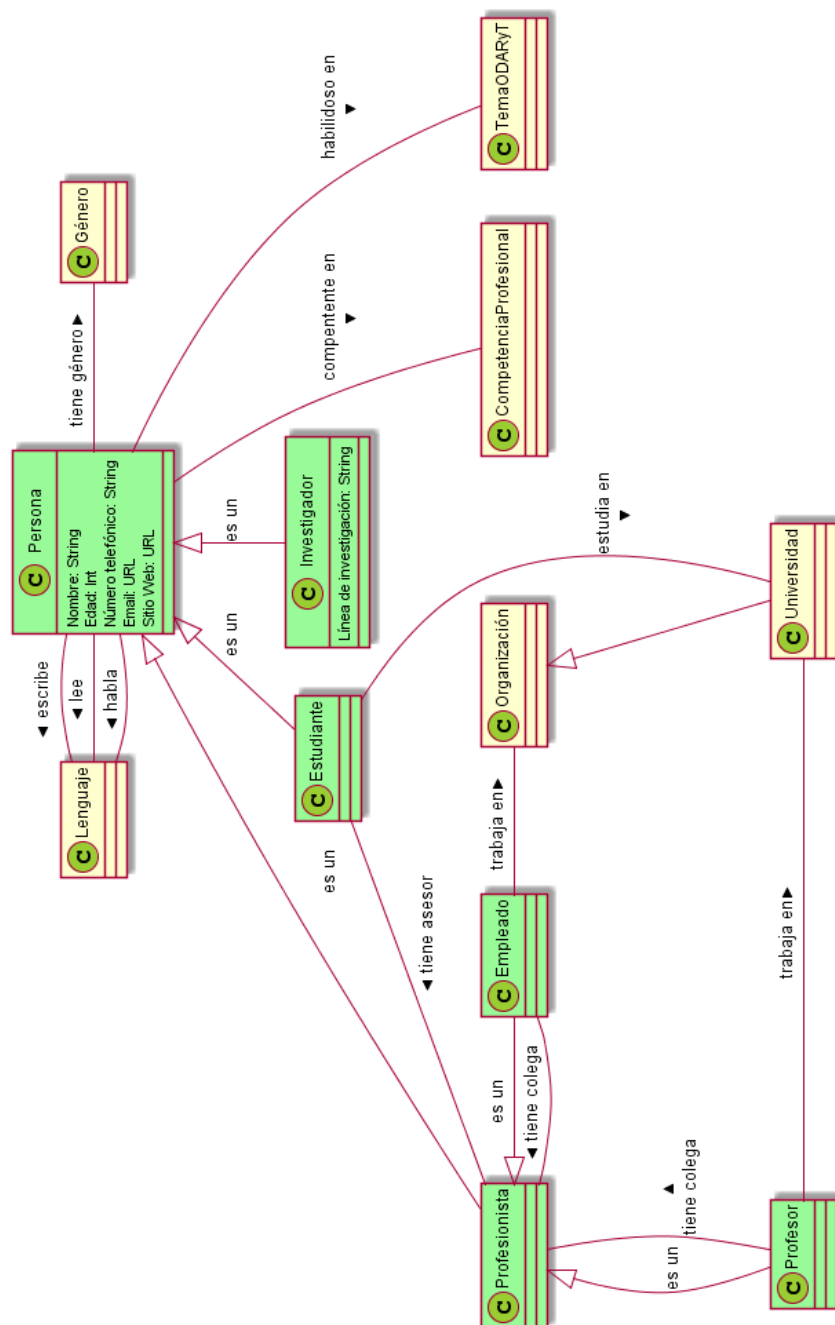 ◄ escribe
Persona
Lenguaje
◄ lee
◄ habla
Nombre: String
Edad: Int
Número telefónico: String
Email: URL
Sitio Web: URL
tiene género►
Género
es un
es un
es un
Estudiante
Investigador
Línea de investigación: String
compentente en
▼
habilidoso en
▼
◄ tiene asesor
trabaja en►
Profesionista
es un
◄ tiene colega
Empleado
Organización
CompetenciaProfesional
TemaODARyT
estudia en
▼
es un
▲
tiene colega
Profesor
trabaja en►
Universidad
C
C
C
C
C
C
C
C
C
C
C